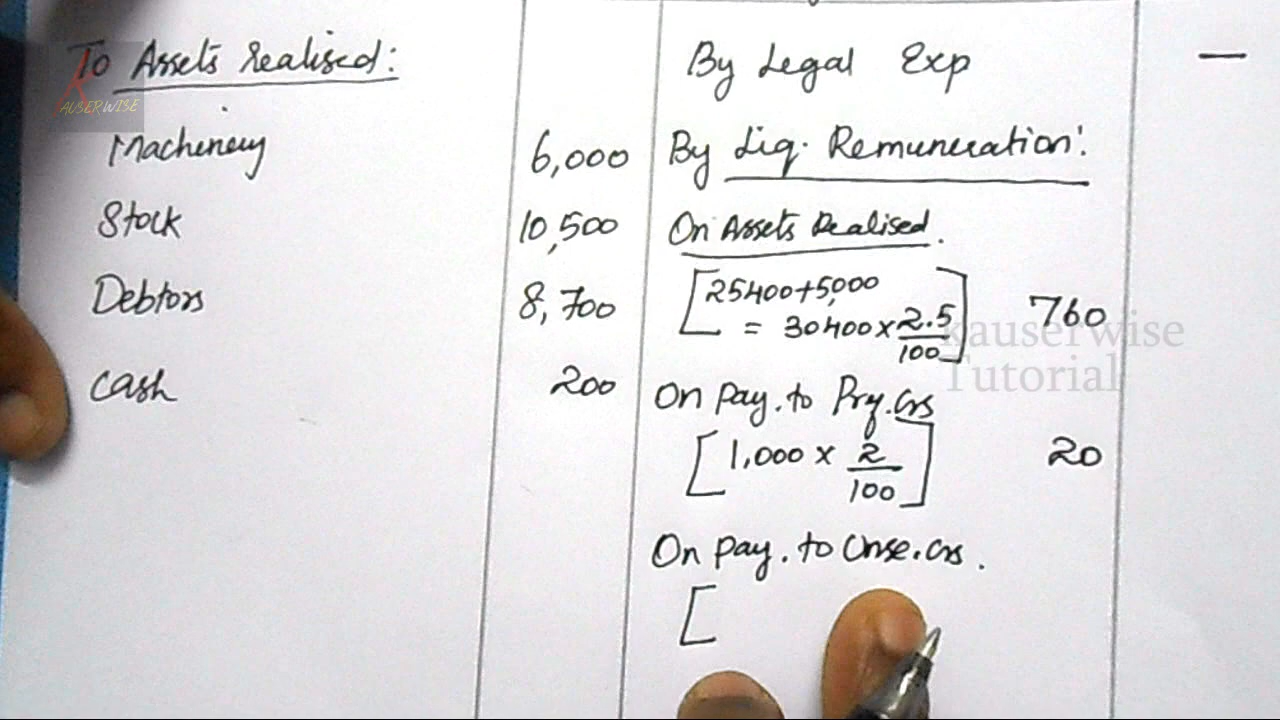 To Assets Realised:
Machinery 6,000
Stock 10,500
Debtors 8,700
Cash 200
By Legal Exp —
By Liq. Remuneration:
On Assets Realised.
[25400+5,000
= 30400 × 2.5/100] 760
On Pay. to Pry. Crs
[1,000 × 2/100] 20
On Pay. to Unse. Crs.
[
KAUSERWISE
kauserwise
Tutorial